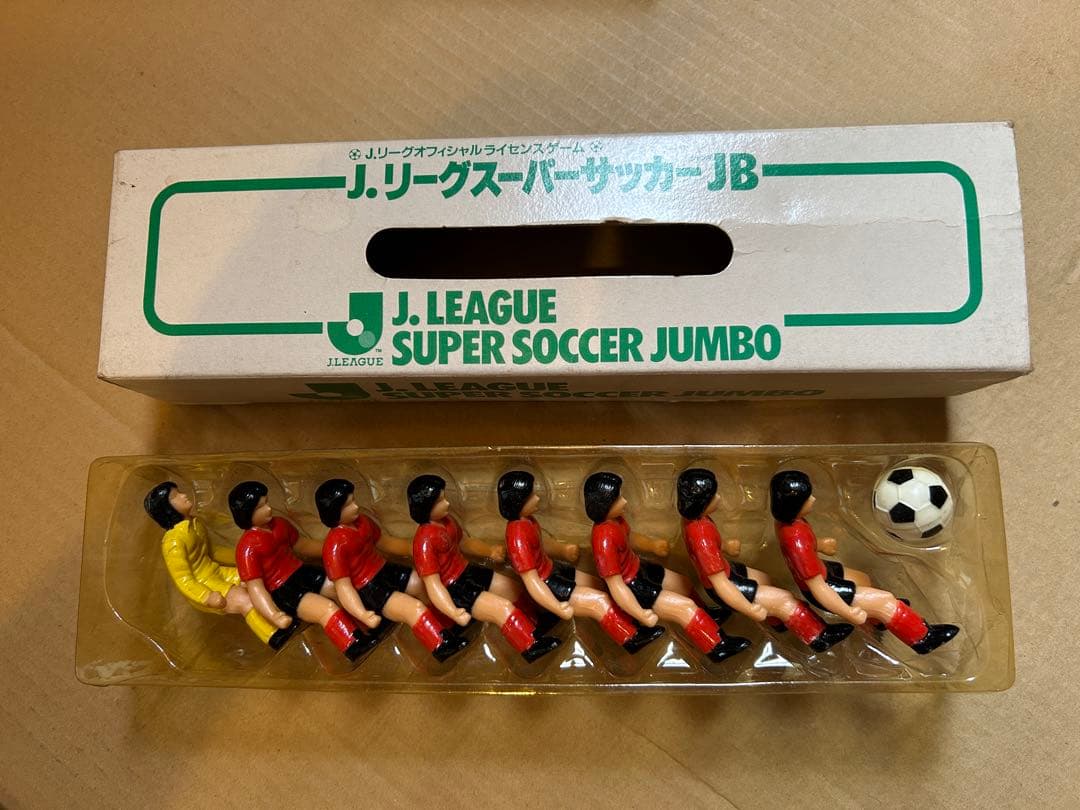 J.リーグオフィシャルライセンスゲーム
J.リーグスーパーサッカーJB
J. LEAGUE
SUPER SOCCER JUMBO
TM
J.LEAGUE
J. LEAGUE
SUPER SOCCER JUMBO